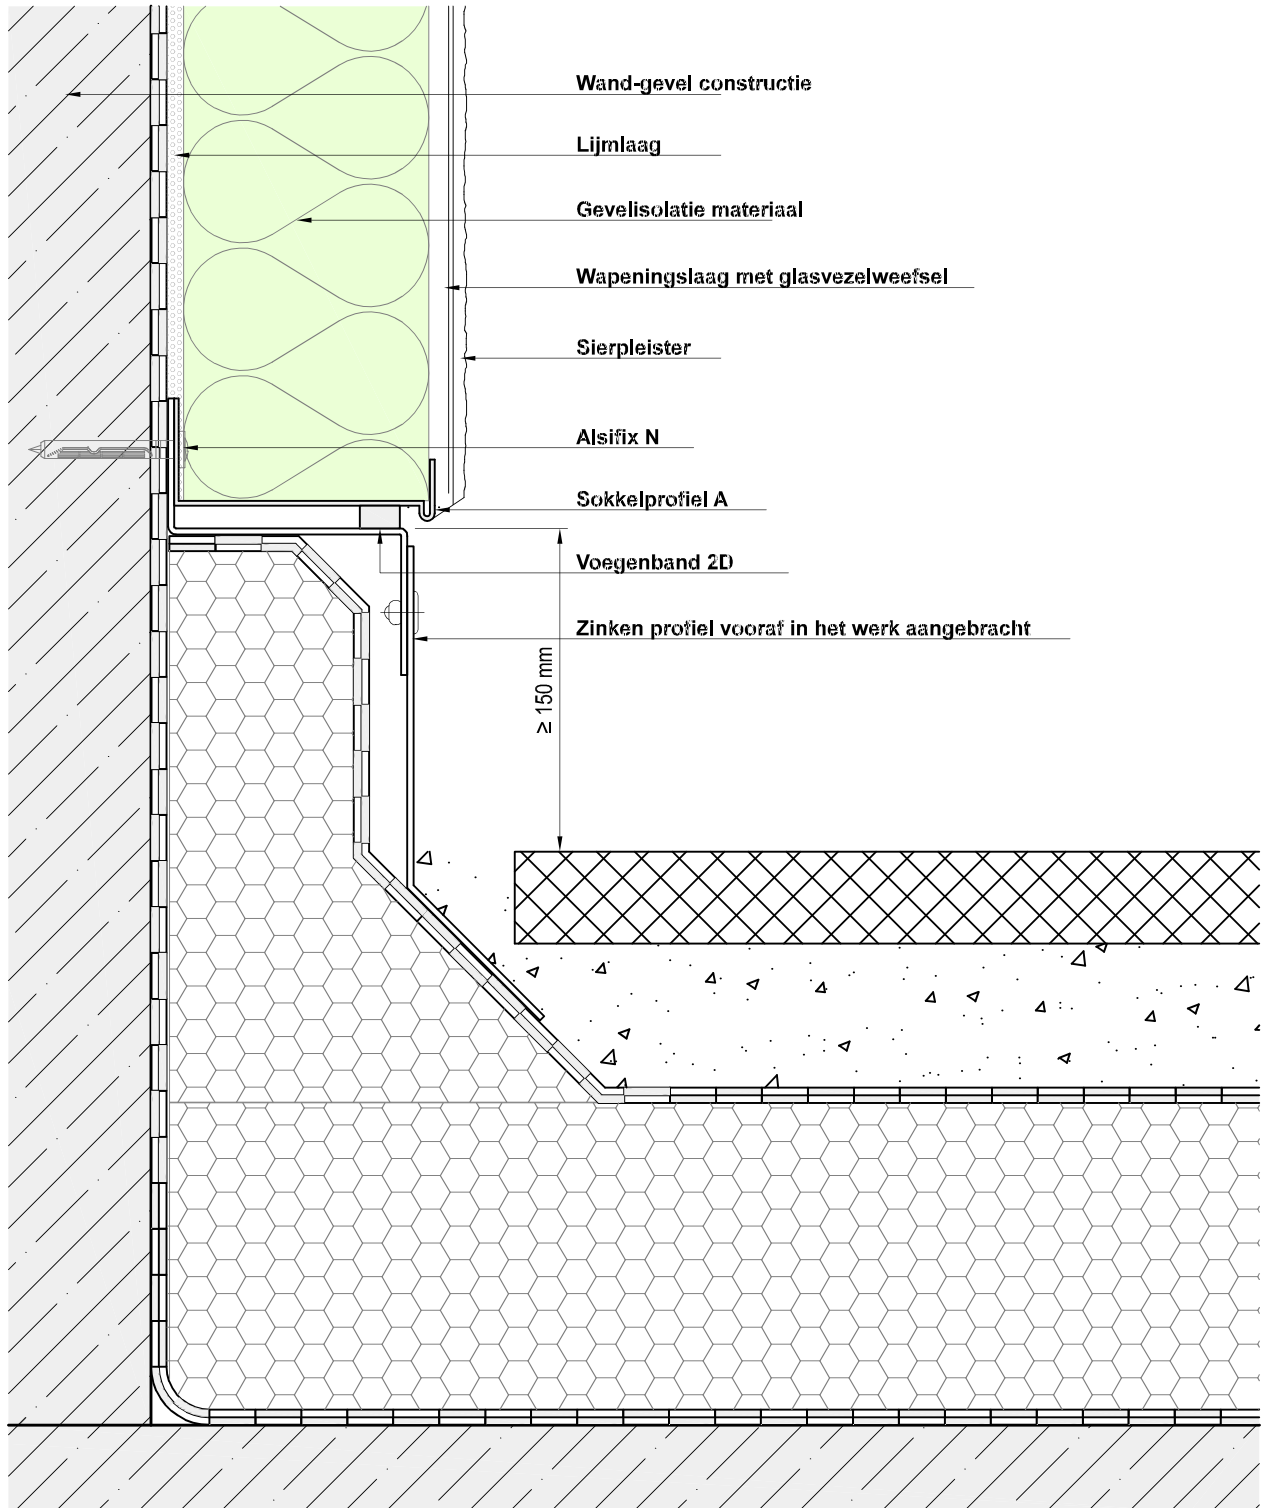 Wand-gevel constructie
Lijmlaag
Gevelisolatie materiaal
Wapeningslaag met glasvezelweefsel
Sierpleister
Alsifix N
Sokkelprofiel A
Voegenband 2D
Zinken profiel vooraf in het werk aangebracht
≥ 150 mm